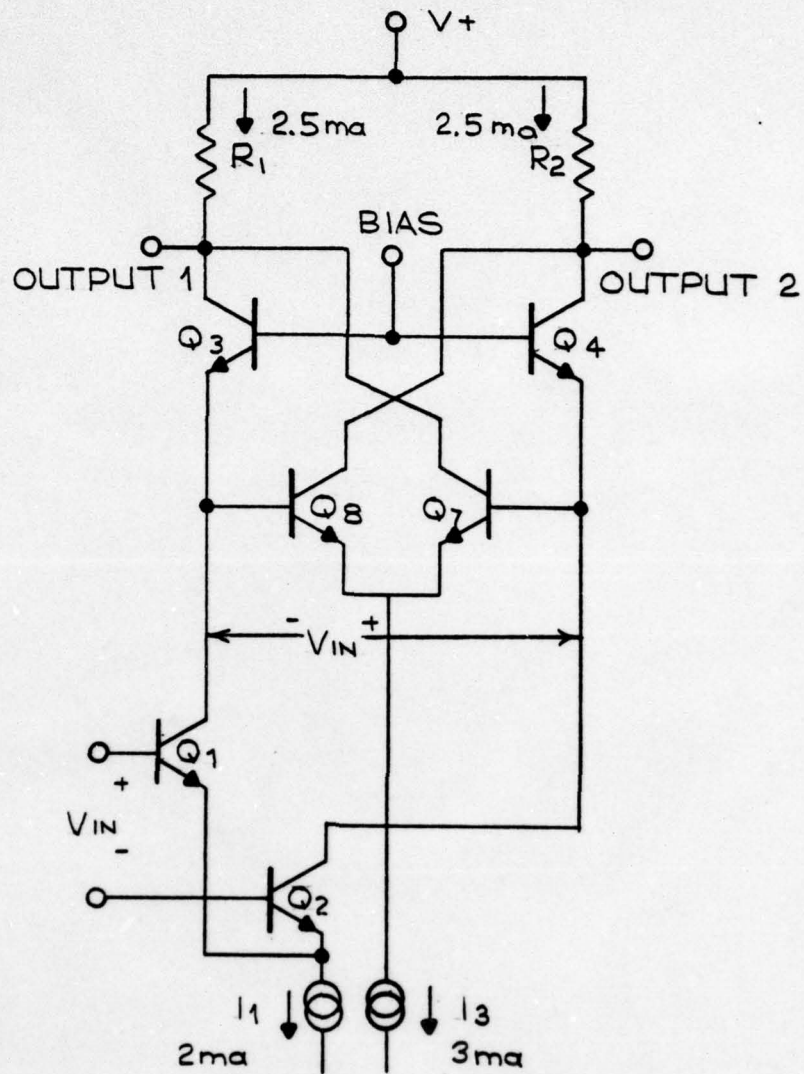 V+
2.5ma
2.5ma
R1
R2
BIAS
OUTPUT 1
OUTPUT 2
Q3
Q4
Q8
Q7
- VIN +
Q1
+
VIN
-
Q2
I1
I3
2ma
3ma